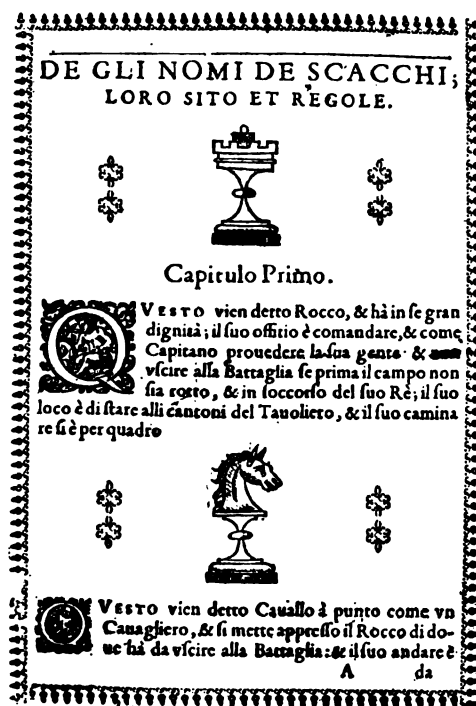 DE GLI NOMI DE SCACCHI;
LORO SITO ET REGOLE.
Capitulo Primo.
QVESTO vien detto Rocco, & hà in se gran
dignità; il suo offitio è comandare, & come
Capitano prouedere la sua gente & non
vscire alla Battaglia se prima il campo non
sia rotto, & in soccorso del suo Rè; il suo
loco è di stare alli cantoni del Tauoliero, & il suo camina
re si è per quadro
QVESTO vien detto Cauallo à punto come vn
Cauagliero, & si mette appresso il Rocco di do-
ue hà da vscire alla Battaglia: & il suo andare è
A da